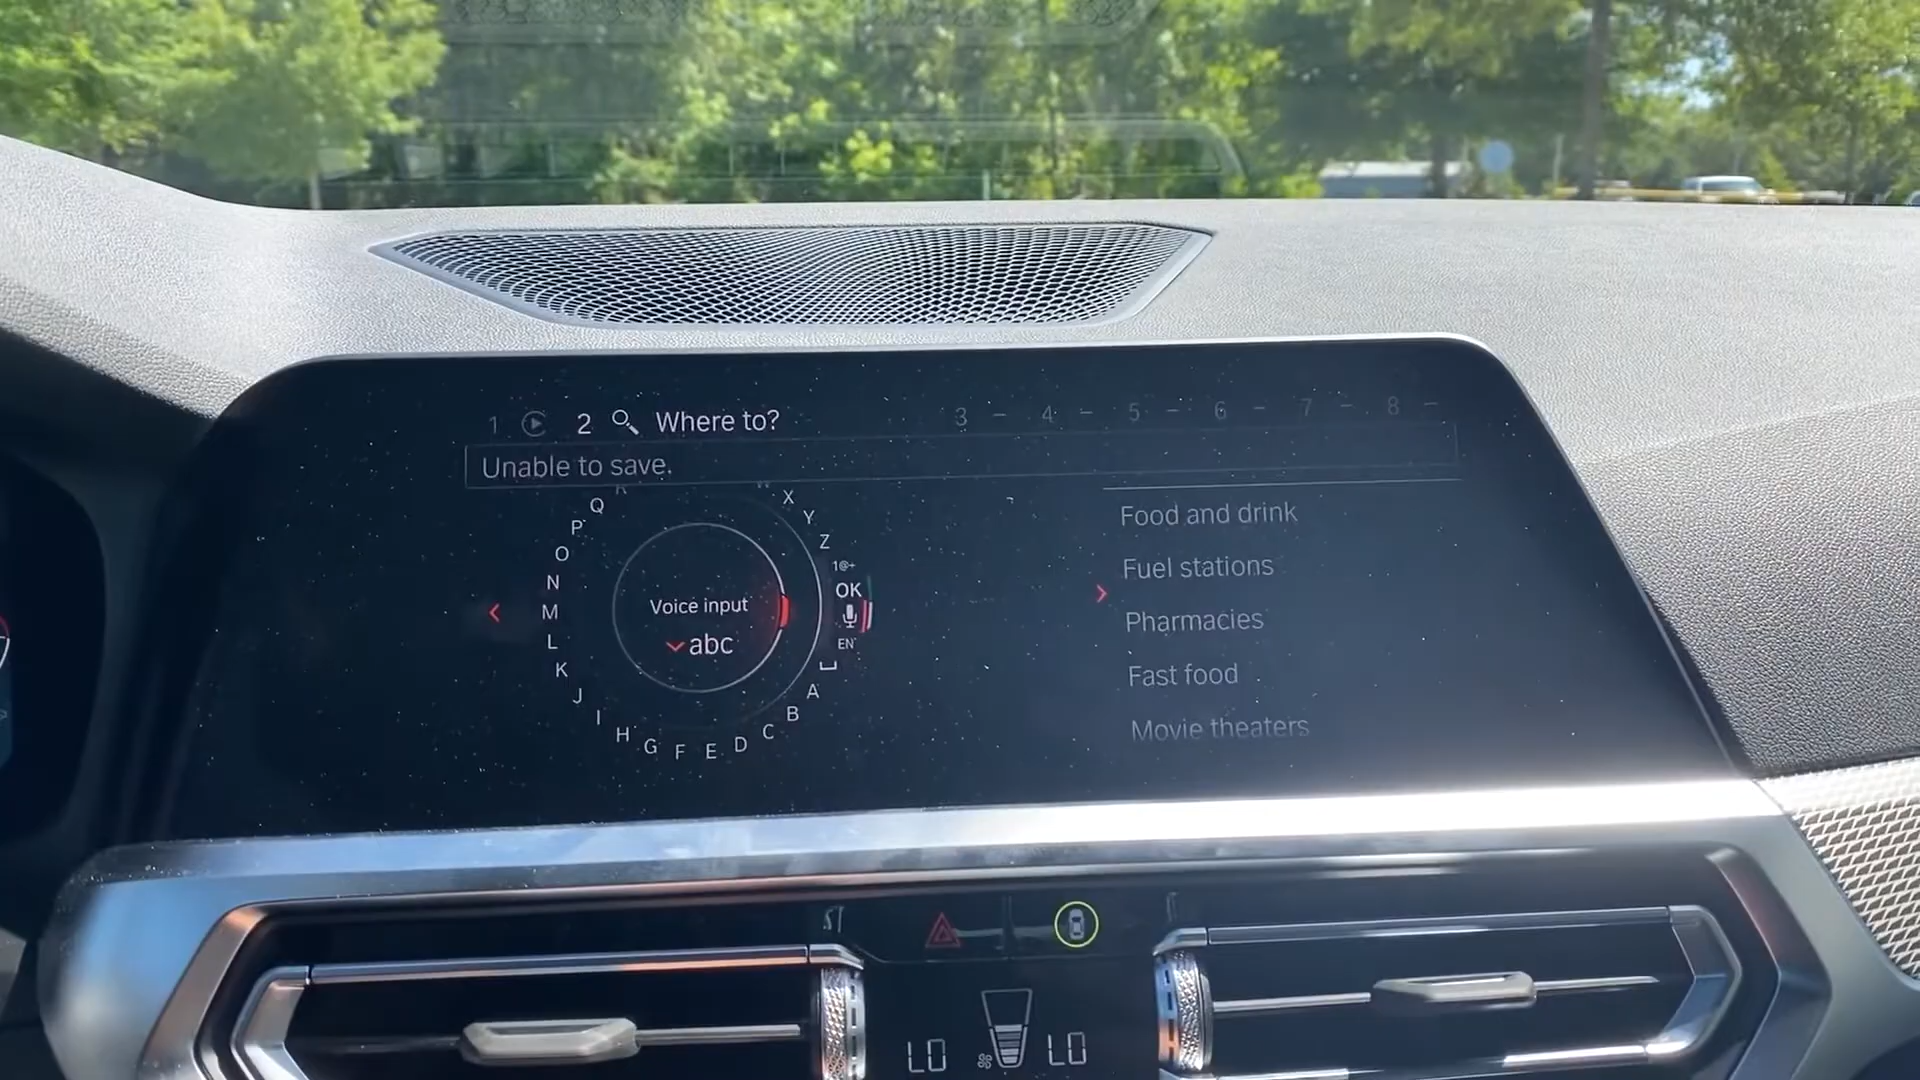 1 2 Where to? 3 – 4 – 5 – 6 – 7 – 8 –
Unable to save.
Q
P
O
N
M
L
K
J
I
H
G
F
E
D
C
B
A
X
Y
Z
1@+
OK
EN
Voice input
abc
Food and drink
Fuel stations
Pharmacies
Fast food
Movie theaters
LO LO